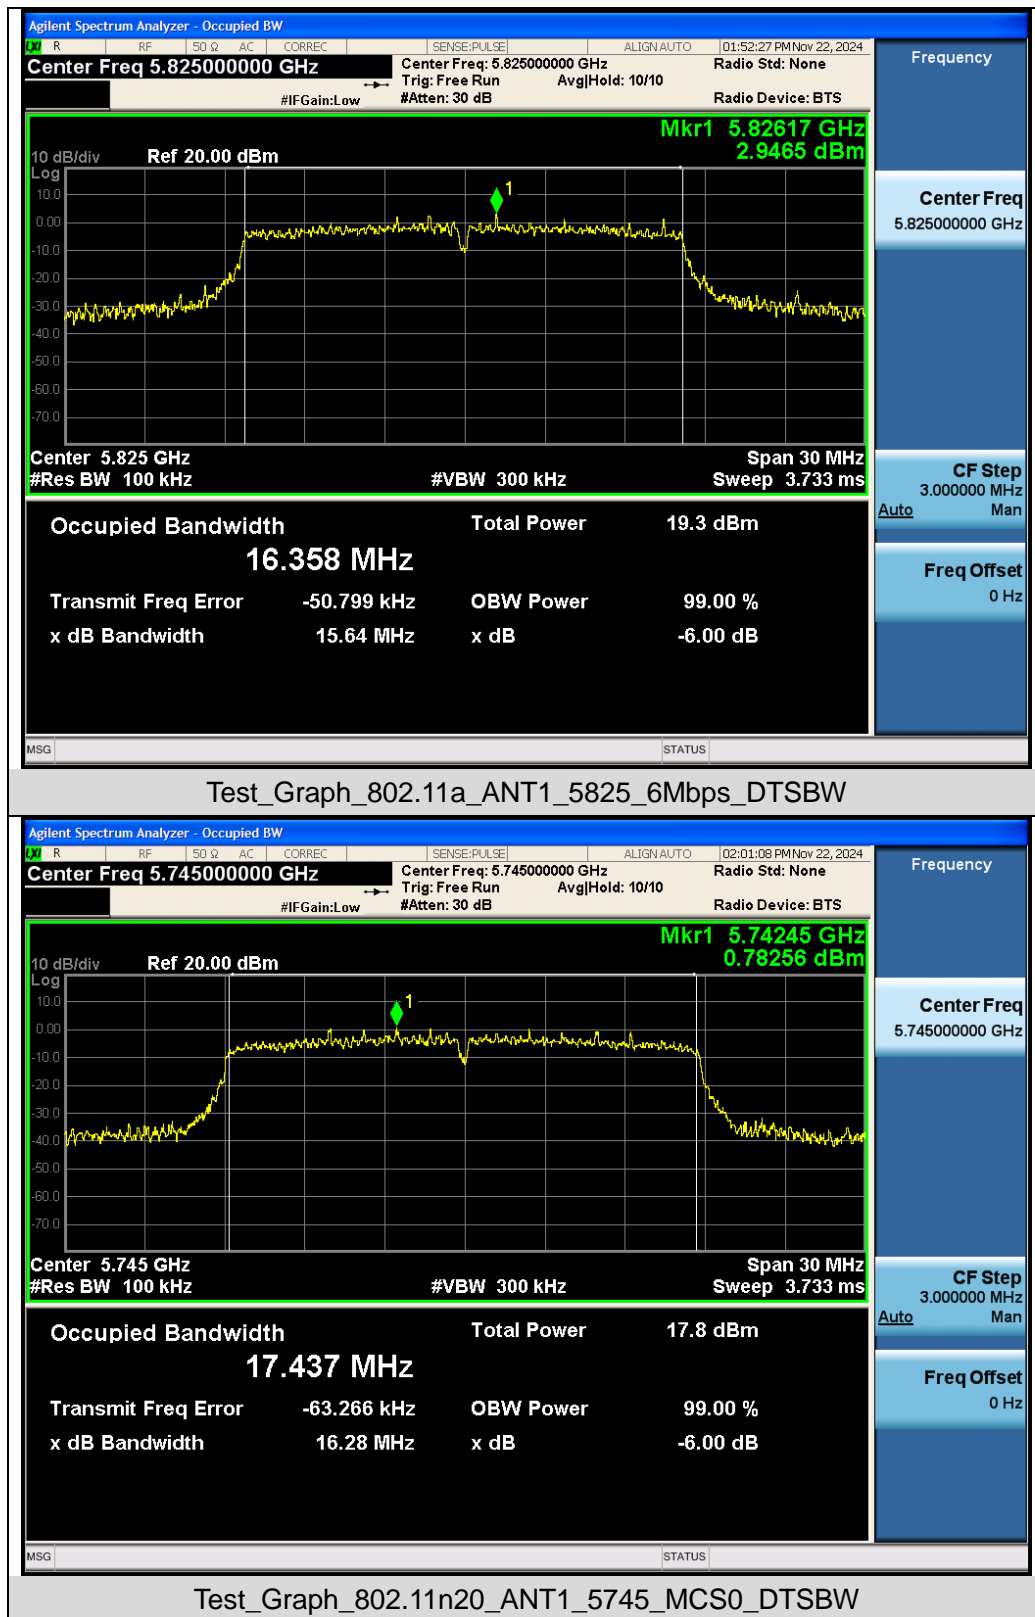 Agilent Spectrum Analyzer - Occupied BW
LXI R RF 50 Ω AC CORREC SENSE:PULSE ALIGN AUTO 01:52:27 PM Nov 22, 2024
Center Freq 5.825000000 GHz
Center Freq: 5.825000000 GHz Radio Std: None
Trig: Free Run Avg|Hold: 10/10
#IFGain:Low #Atten: 30 dB Radio Device: BTS
Frequency
Mkr1 5.82617 GHz
2.9465 dBm
10 dB/div Ref 20.00 dBm
Log
10.0
0.00
-10.0
-20.0
-30.0
-40.0
-50.0
-60.0
-70.0
1
Center 5.825 GHz Span 30 MHz
#Res BW 100 kHz #VBW 300 kHz Sweep 3.733 ms
Center Freq
5.825000000 GHz
CF Step
3.000000 MHz
Auto Man
Freq Offset
0 Hz
Occupied Bandwidth Total Power 19.3 dBm
16.358 MHz
Transmit Freq Error -50.799 kHz OBW Power 99.00 %
x dB Bandwidth 15.64 MHz x dB -6.00 dB
MSG STATUS
Test_Graph_802.11a_ANT1_5825_6Mbps_DTSBW
Agilent Spectrum Analyzer - Occupied BW
LXI R RF 50 Ω AC CORREC SENSE:PULSE ALIGN AUTO 02:01:08 PM Nov 22, 2024
Center Freq 5.745000000 GHz
Center Freq: 5.745000000 GHz Radio Std: None
Trig: Free Run Avg|Hold: 10/10
#IFGain:Low #Atten: 30 dB Radio Device: BTS
Frequency
Mkr1 5.74245 GHz
0.78256 dBm
10 dB/div Ref 20.00 dBm
Log
10.0
0.00
-10.0
-20.0
-30.0
-40.0
-50.0
-60.0
-70.0
1
Center 5.745 GHz Span 30 MHz
#Res BW 100 kHz #VBW 300 kHz Sweep 3.733 ms
Center Freq
5.745000000 GHz
CF Step
3.000000 MHz
Auto Man
Freq Offset
0 Hz
Occupied Bandwidth Total Power 17.8 dBm
17.437 MHz
Transmit Freq Error -63.266 kHz OBW Power 99.00 %
x dB Bandwidth 16.28 MHz x dB -6.00 dB
MSG STATUS
Test_Graph_802.11n20_ANT1_5745_MCS0_DTSBW